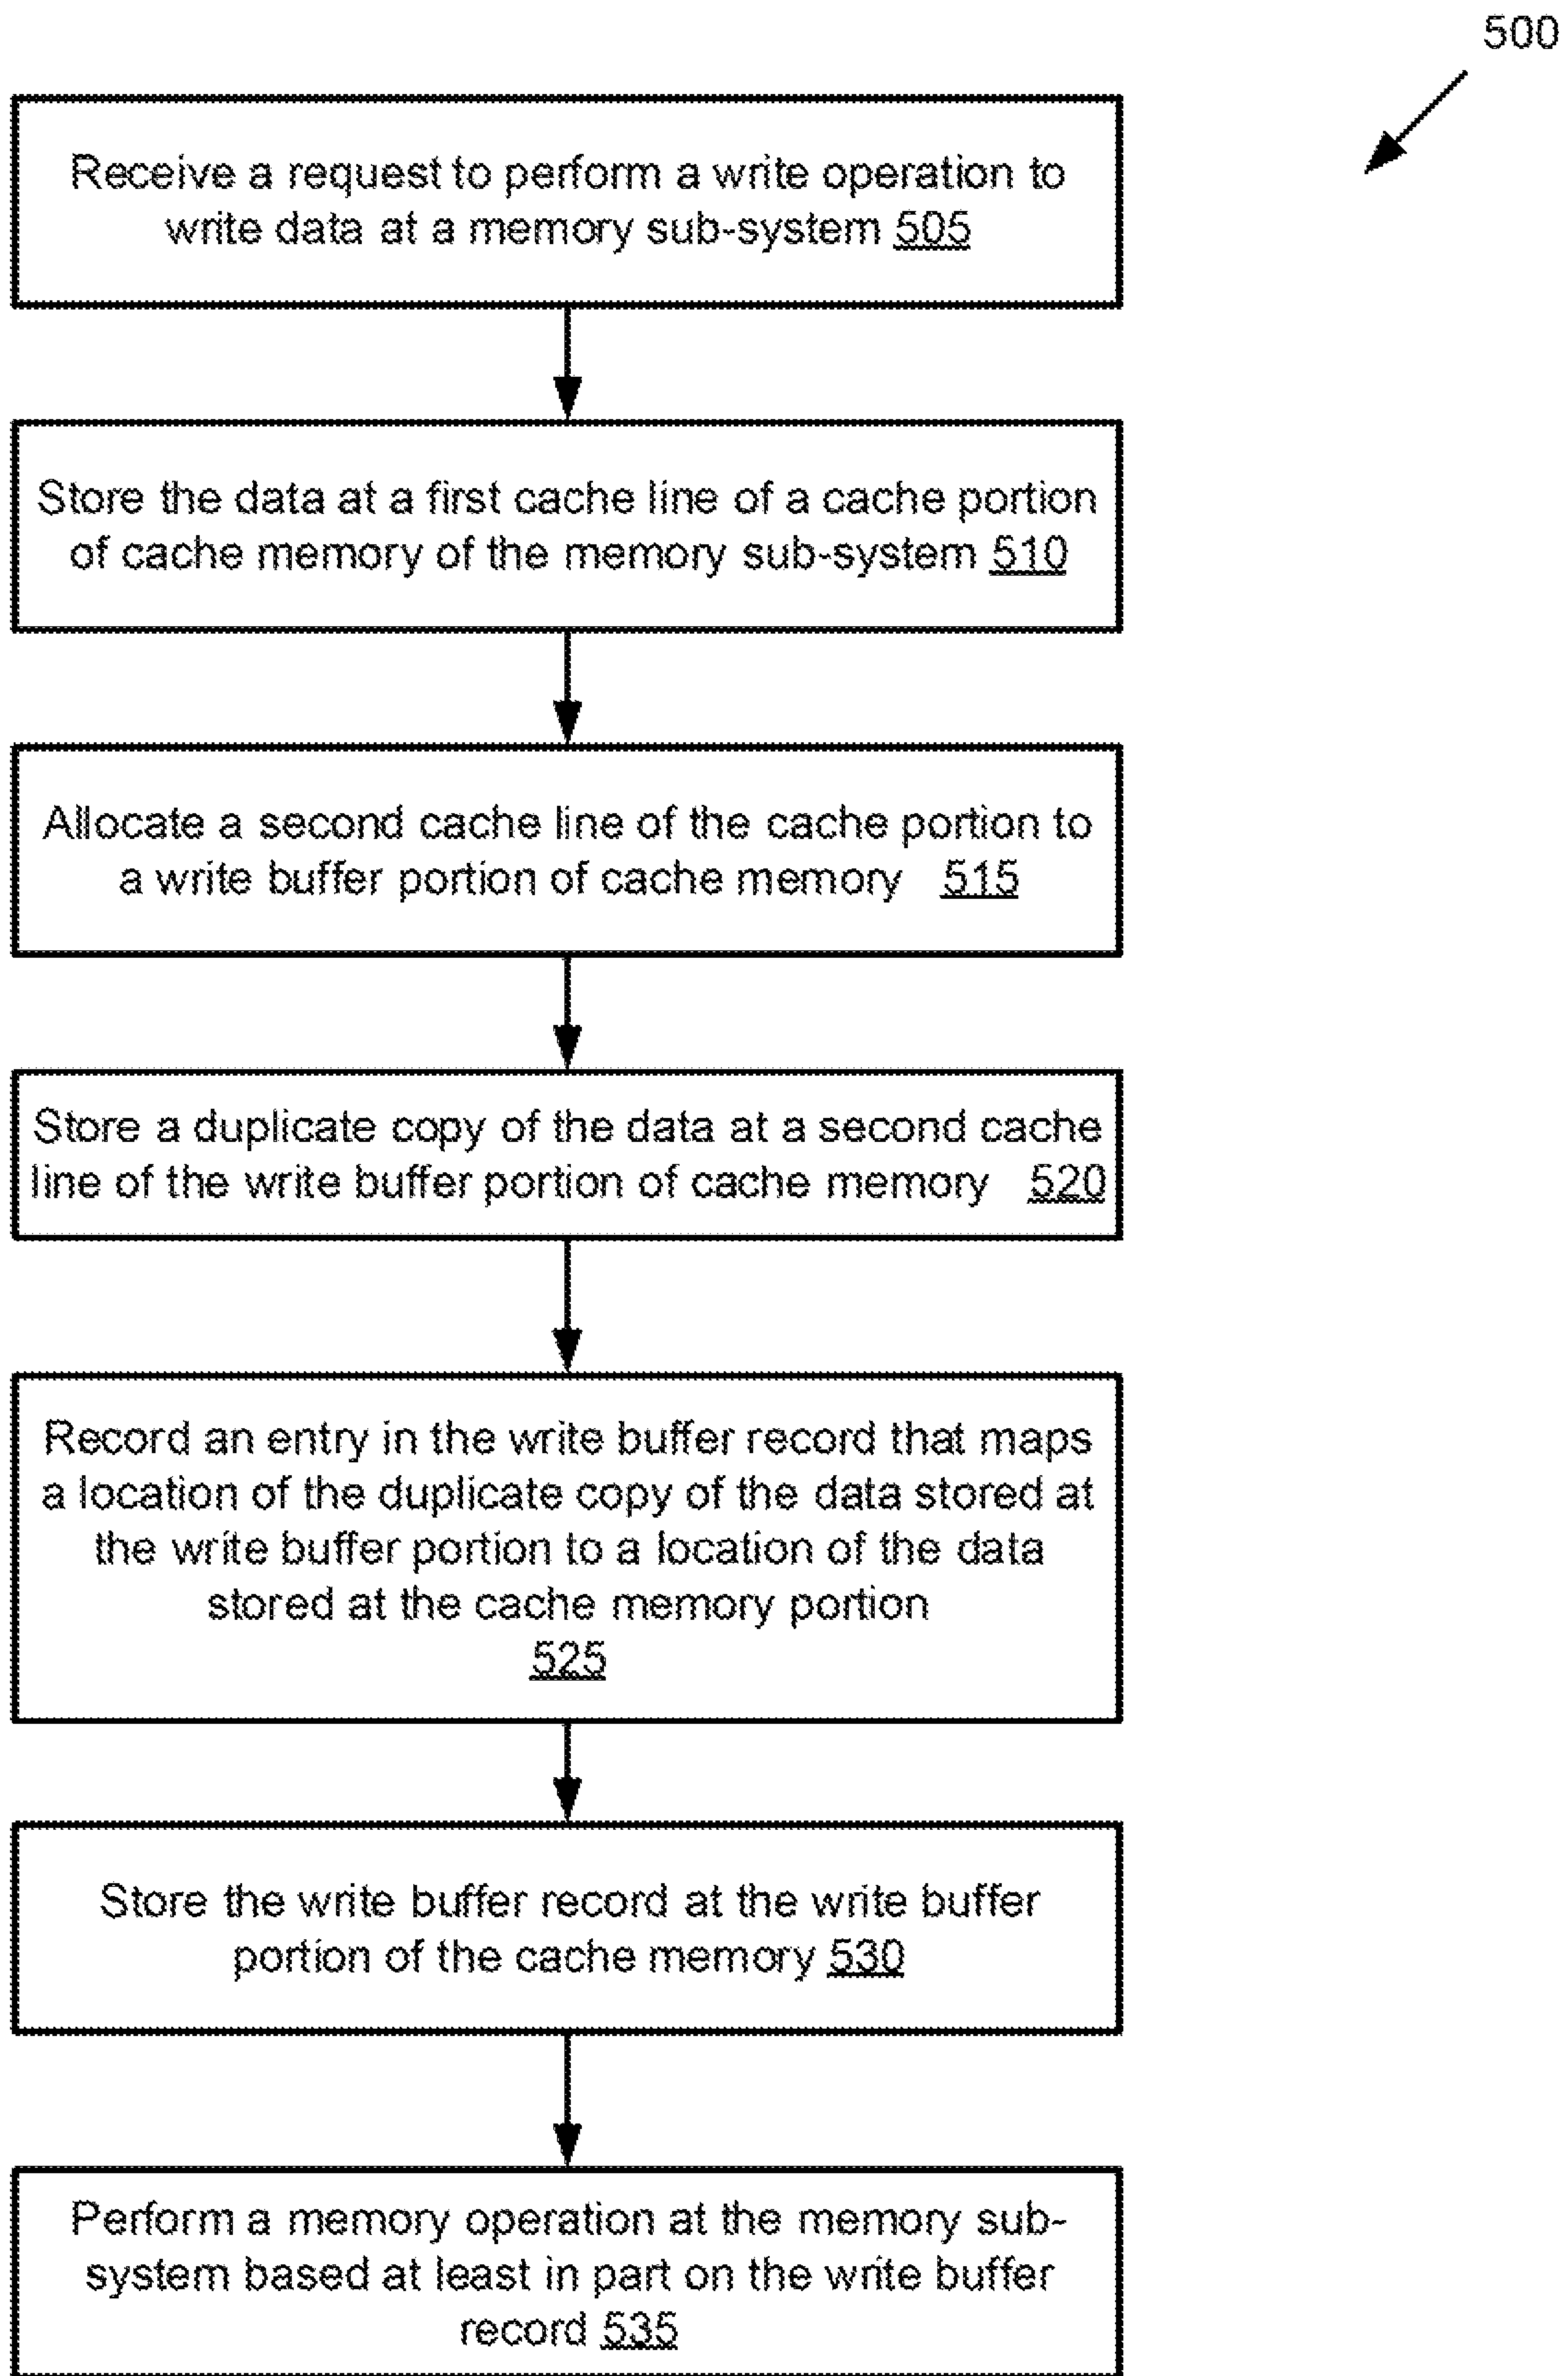 500
Receive a request to perform a write operation to
write data at a memory sub-system 505
Store the data at a first cache line of a cache portion
of cache memory of the memory sub-system 510
Allocate a second cache line of the cache portion to
a write buffer portion of cache memory 515
Store a duplicate copy of the data at a second cache
line of the write buffer portion of cache memory 520
Record an entry in the write buffer record that maps
a location of the duplicate copy of the data stored at
the write buffer portion to a location of the data
stored at the cache memory portion
525
Store the write buffer record at the write buffer
portion of the cache memory 530
Perform a memory operation at the memory sub-
system based at least in part on the write buffer
record 535